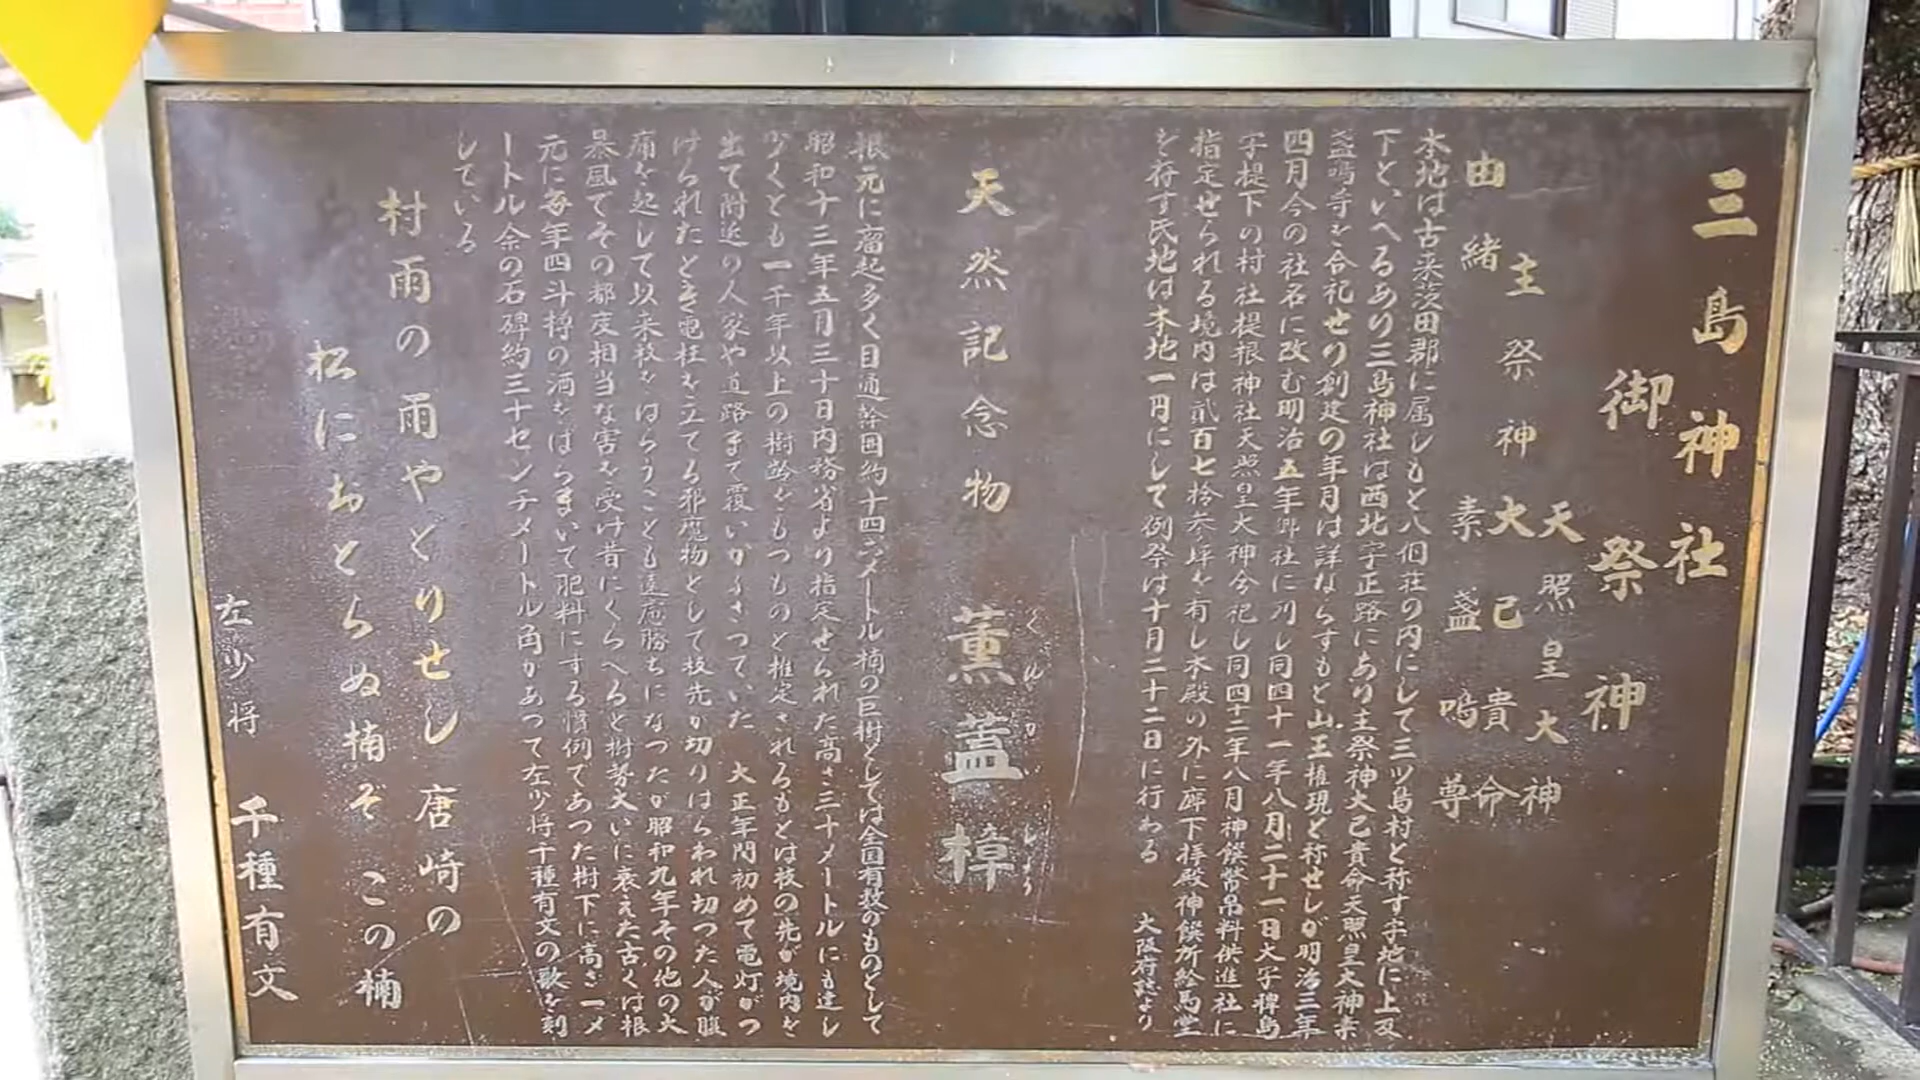 三島神社
御祭神
天照皇大神
主祭神 大己貴命
素盞嗚尊
由緒
本地は古来茨田郡に属しもと八個荘の内にして三ツ島村と称す字地に上又
下といへるあり三島神社は西北字正路にあり主祭神大己貴命天照皇大神素
盞嗚尊を合祀せり創建の年月は詳ならずもと山王権現と称せしが明治三年
四月今の社名に改む明治五年郷社に列し同四十一年八月二十一日大字稗島
字堤下の村社堤根神社天照皇大神今祀し同四十二年八月神饌幣帛料供進社に
指定せられる境内は貳百七拾参坪を有し本殿の外に廊下拝殿神饌所絵馬堂
を存す氏地は本地一円にして例祭は十月二十二日に行わる 大阪府誌より
天然記念物 薫蓋樟
くんがいしょう
根元に瘤起多く目通幹囲約十四㍍メートル楠の巨樹としては全国有数のものとして
昭和十三年五月三十日内務省より指定せられた高さ三十メートルにも達し
少くとも一千年以上の樹齢をもつものと推定されるもとは枝の先が境内を
出て附近の人家や道路まで覆いかぶさつていた 大正年間初めて電灯がつ
けられたとき電柱を立てる邪魔物として枝先が切りはらわれ切つた人が腹
痛を起して以来枝をはらうことも遠慮勝ちになつたが昭和九年その他の大
暴風でその都度相当な害を受け昔にくらべると樹勢大いに衰えた古くは根
元に毎年四斗樽の酒をばらまいて肥料にする慣例であつた樹下に高さ一メ
ートル余の石碑約三十センチメートル角があつて左少将千種有文の歌を刻
している
村雨の雨やどりせし唐崎の
松におとらぬ楠ぞこの楠
左少将 千種有文